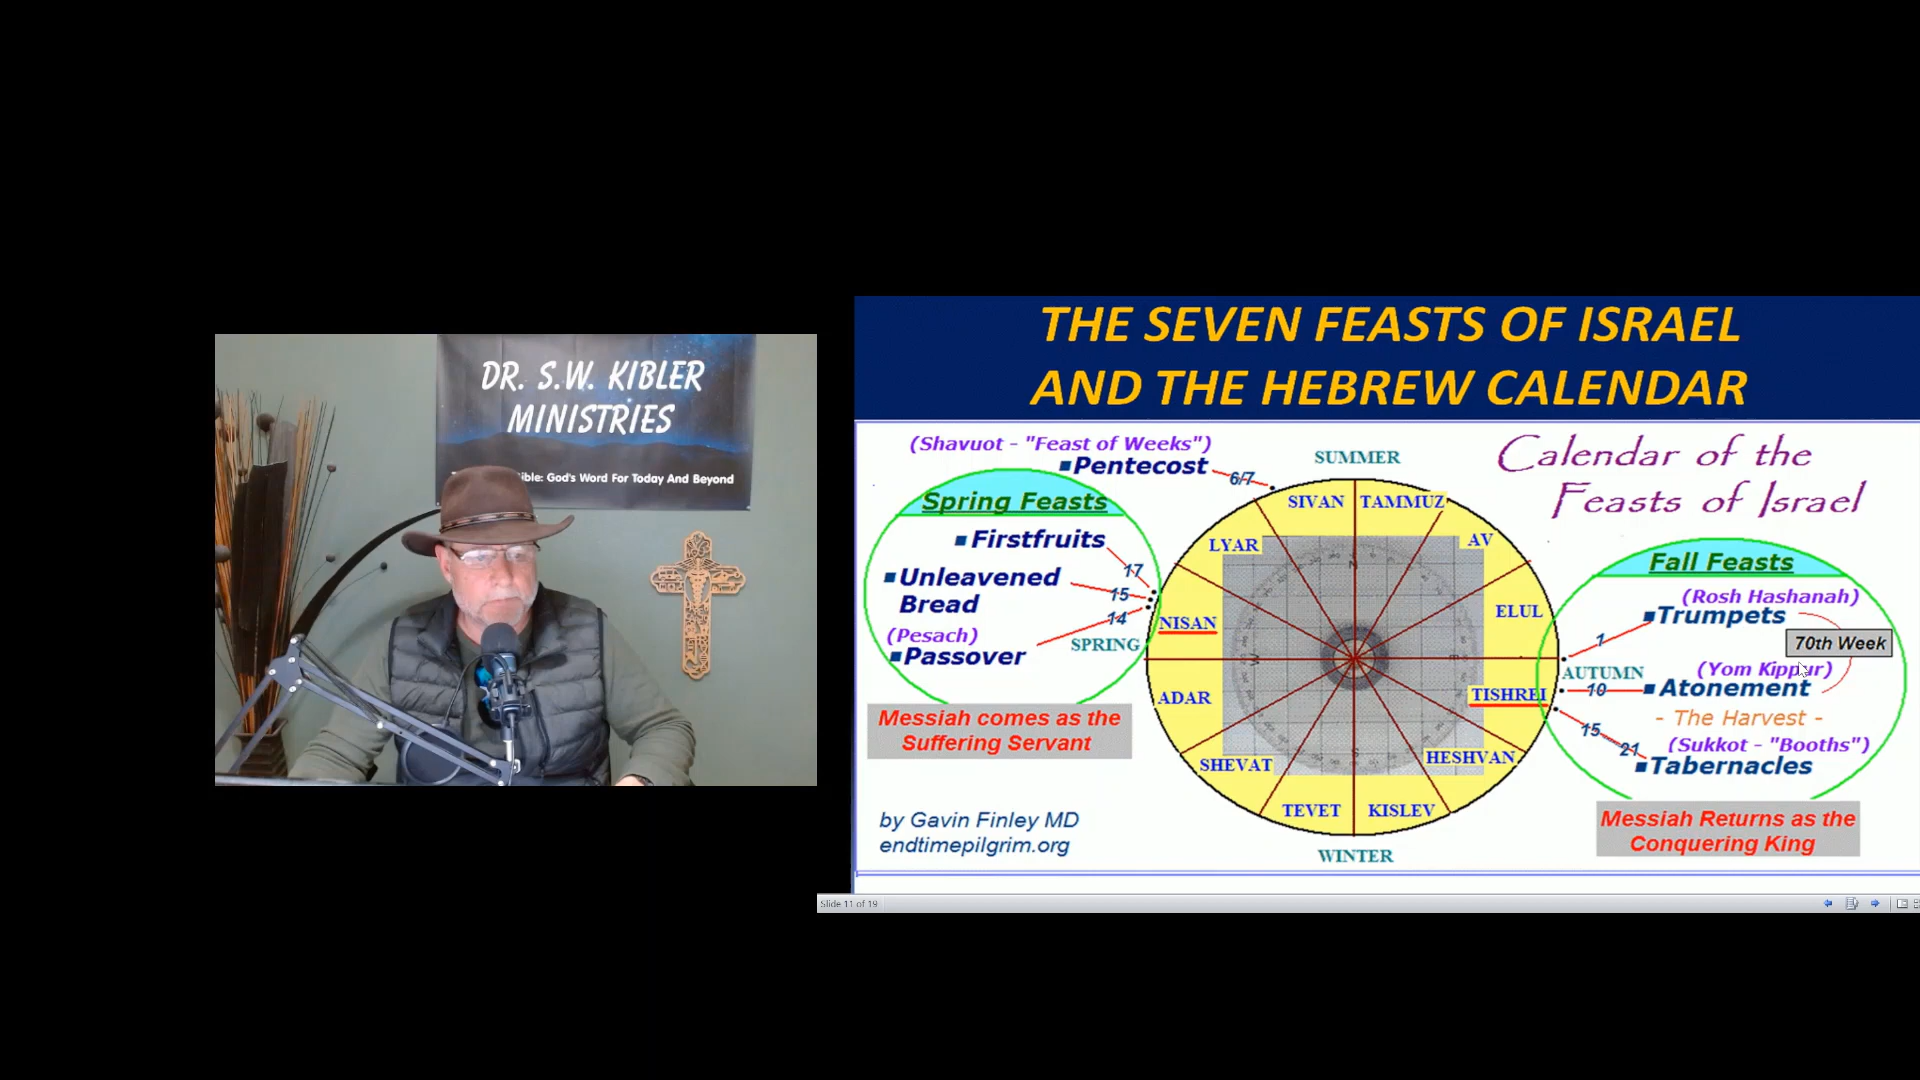 DR. S.W. KIBLER
MINISTRIES
ible: God's Word For Today And Beyond
THE SEVEN FEASTS OF ISRAEL
AND THE HEBREW CALENDAR
(Shavuot - "Feast of Weeks")
Pentecost
6/7
Spring Feasts
Firstfruits
17
Unleavened
Bread
15
14
(Pesach)
Passover
SPRING
Messiah comes as the
Suffering Servant
by Gavin Finley MD
endtimepilgrim.org
SUMMER
SIVAN
TAMMUZ
LYAR
AV
NISAN
ELUL
ADAR
TISHREI
SHEVAT
HESHVAN
TEVET
KISLEV
WINTER
N
W
E
S
Calendar of the
Feasts of Israel
Fall Feasts
(Rosh Hashanah)
Trumpets
1
70th Week
AUTUMN
(Yom Kippur)
10
Atonement
- The Harvest -
15
21
(Sukkot - "Booths")
Tabernacles
Messiah Returns as the
Conquering King
Slide 11 of 19